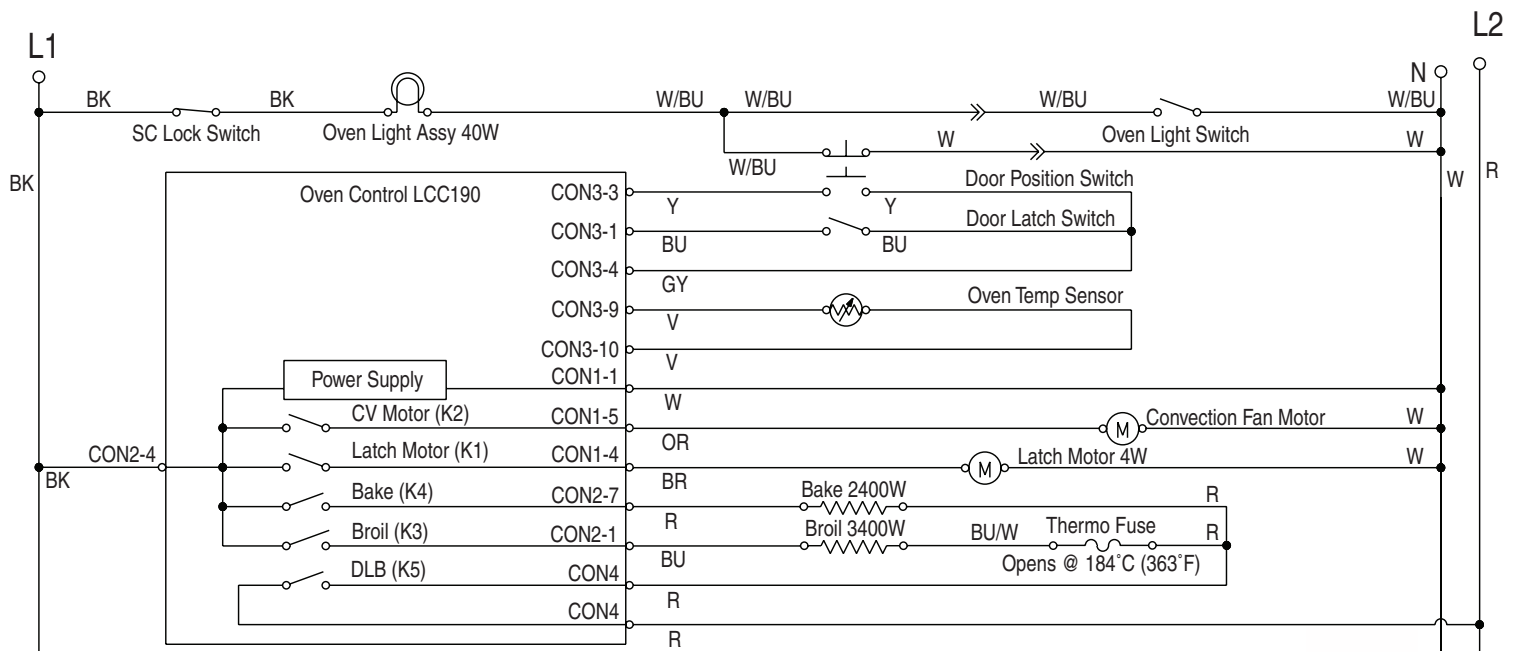 L1 L2
N
BK BK W/BU W/BU W/BU W/BU
SC Lock Switch Oven Light Assy 40W Oven Light Switch
W W
W/BU
BK W R
Oven Control LCC190 CON3-3 Door Position Switch
Y Y
CON3-1 Door Latch Switch
BU BU
CON3-4
GY
CON3-9 Oven Temp Sensor
V
CON3-10
V
Power Supply CON1-1
W
CV Motor (K2) CON1-5 M Convection Fan Motor W
OR
CON2-4 Latch Motor (K1) CON1-4 M Latch Motor 4W W
BK BR
Bake (K4) CON2-7 Bake 2400W R
R
Broil (K3) CON2-1 Broil 3400W BU/W Thermo Fuse R
BU Opens @ 184˚C (363˚F)
DLB (K5) CON4
R
CON4
R